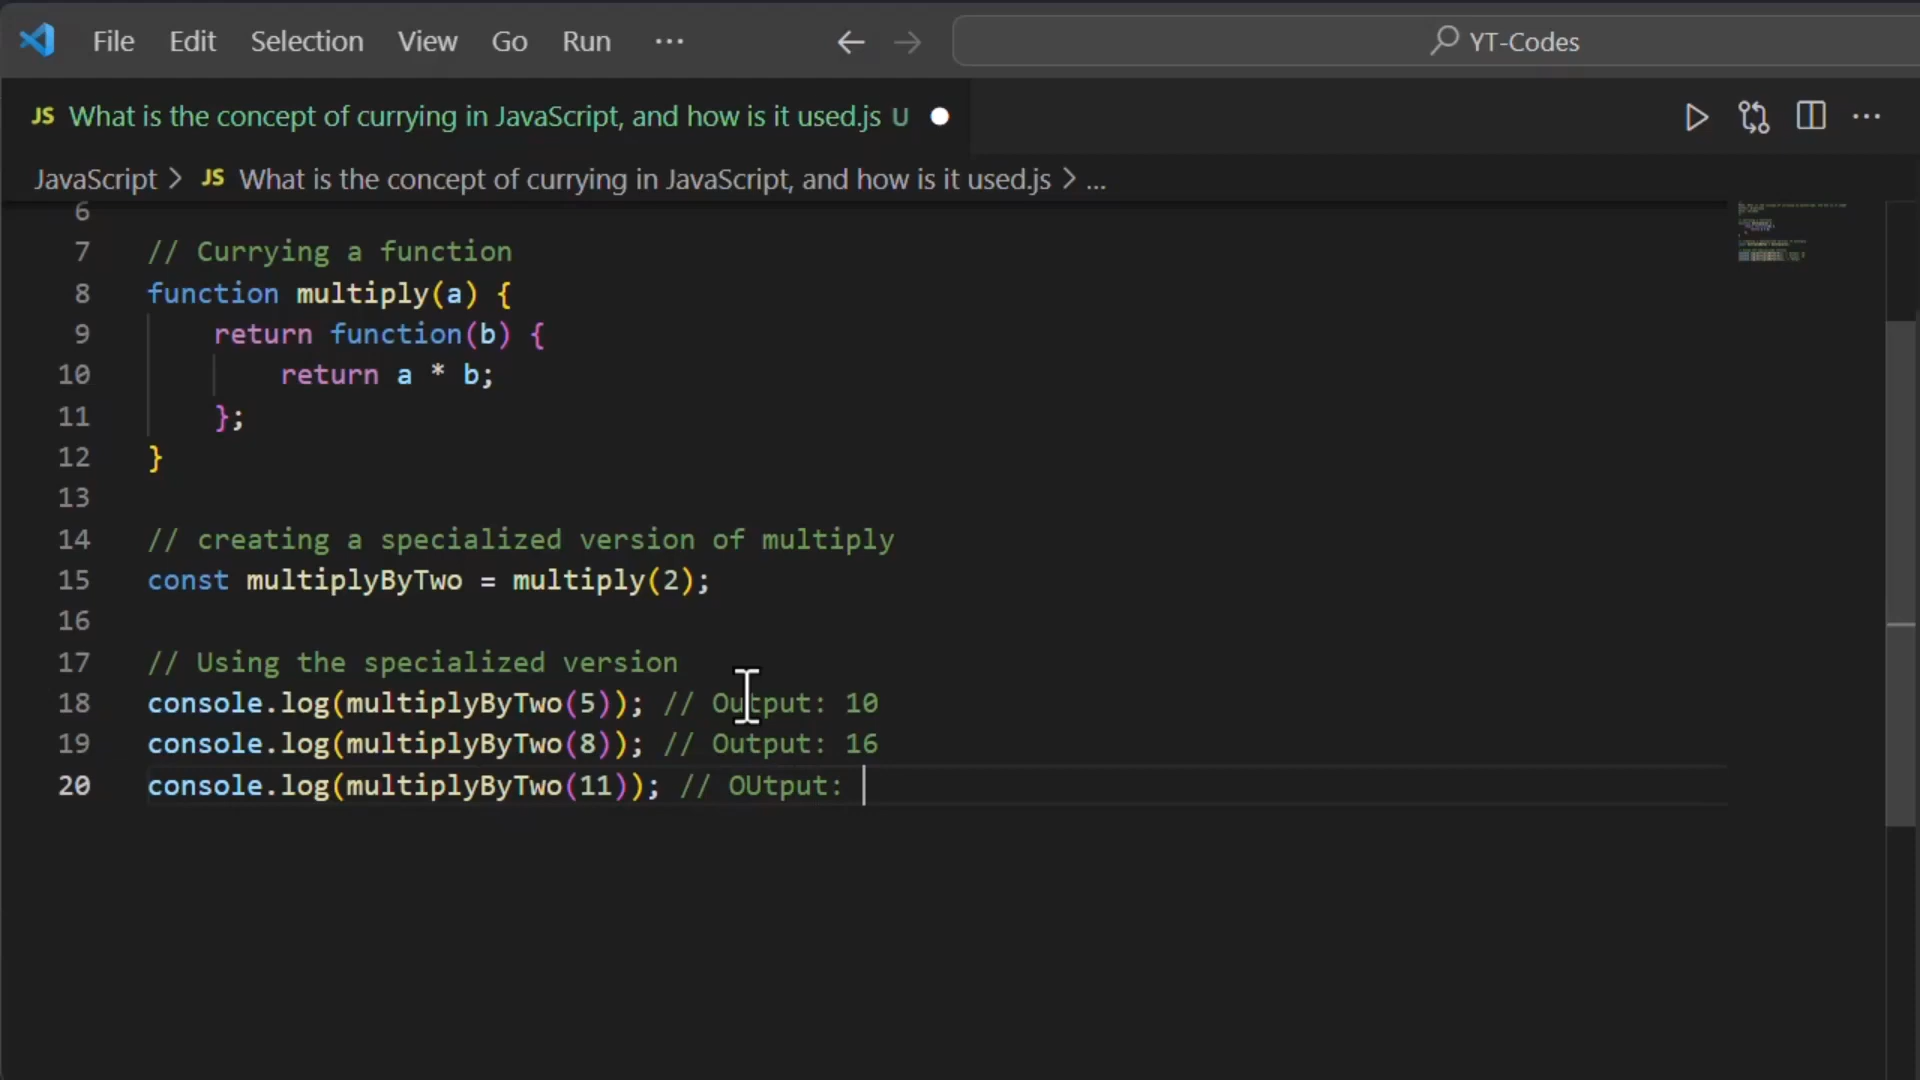 File Edit Selection View Go Run ··· YT-Codes
JS What is the concept of currying in JavaScript, and how is it used.js U
JavaScript > JS What is the concept of currying in JavaScript, and how is it used.js > ...
6
7 // Currying a function
8 function multiply(a) {
9 return function(b) {
10 return a * b;
11 };
12 }
13
14 // creating a specialized version of multiply
15 const multiplyByTwo = multiply(2);
16
17 // Using the specialized version
18 console.log(multiplyByTwo(5)); // Output: 10
19 console.log(multiplyByTwo(8)); // Output: 16
20 console.log(multiplyByTwo(11)); // OUtput: